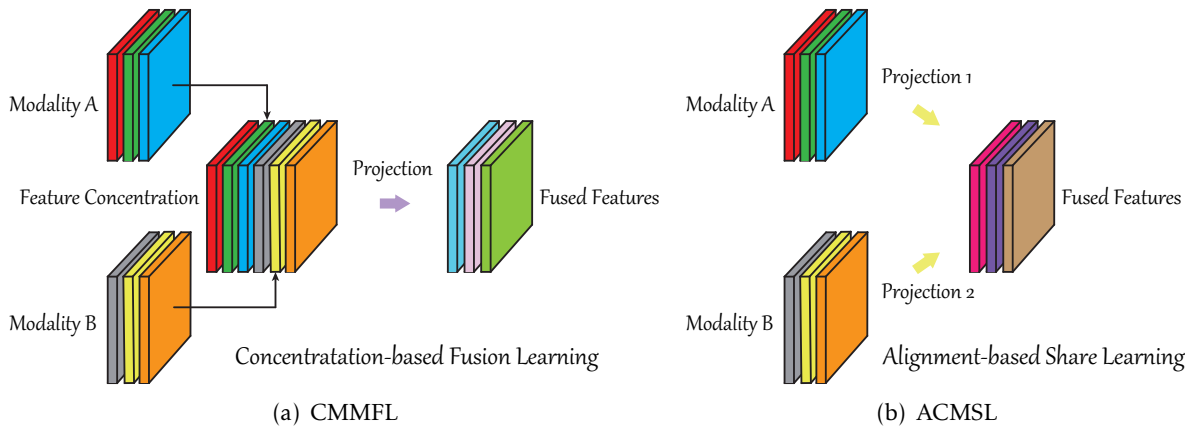 Modality A
Feature Concentration
Projection
Fused Features
Modality B
Concentratation-based Fusion Learning
(a) CMMFL
Modality A
Projection 1
Fused Features
Projection 2
Modality B
Alignment-based Share Learning
(b) ACMSL